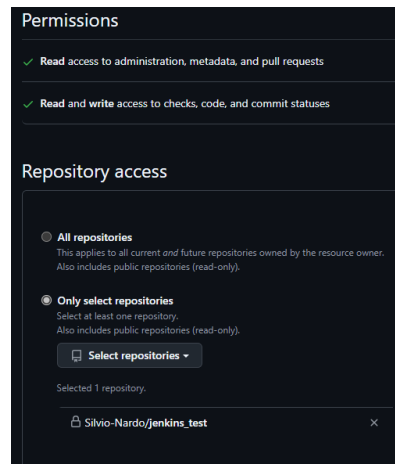 Permissions
Read access to administration, metadata, and pull requests
Read and write access to checks, code, and commit statuses
Repository access
All repositories
This applies to all current and future repositories owned by the resource owner.
Also includes public repositories (read-only).
Only select repositories
Select at least one repository.
Also includes public repositories (read-only).
Select repositories
Selected 1 repository.
Silvio-Nardo/jenkins_test